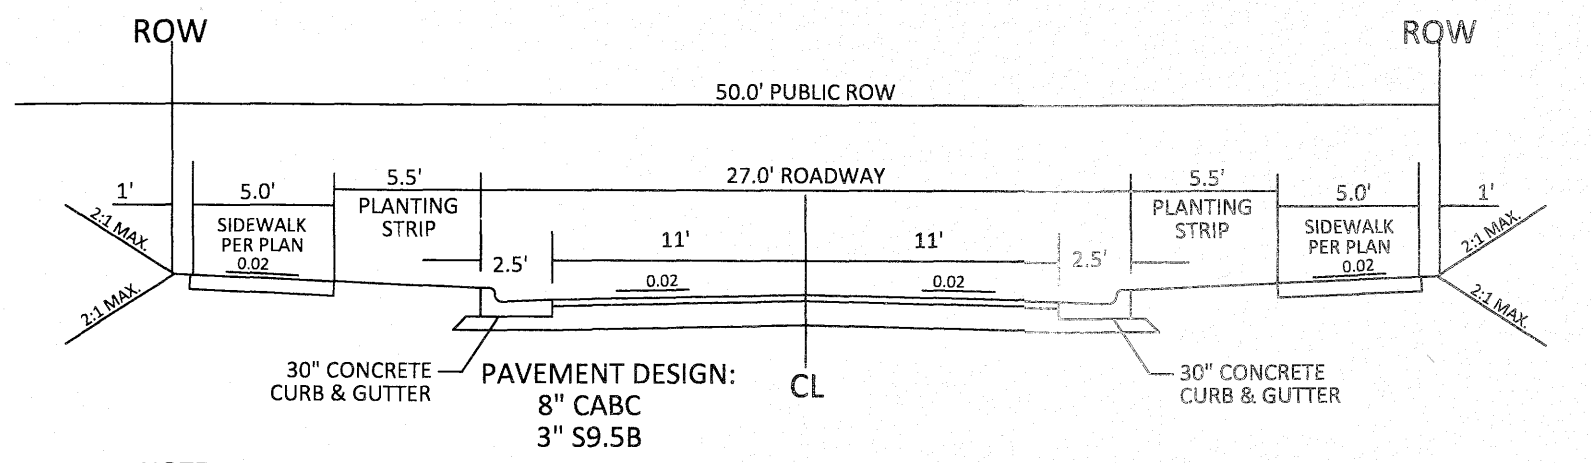 ROW
ROW
50.0' PUBLIC ROW
1'
5.0'
5.5'
27.0' ROADWAY
5.5'
5.0'
1'
2:1 MAX.
SIDEWALK
PER PLAN
0.02
PLANTING
STRIP
2.5'
11'
11'
2.5'
PLANTING
STRIP
SIDEWALK
PER PLAN
0.02
2:1 MAX.
0.02
0.02
2:1 MAX.
2:1 MAX.
30" CONCRETE
CURB & GUTTER
PAVEMENT DESIGN:
8" CABC
3" S9.5B
CL
30" CONCRETE
CURB & GUTTER